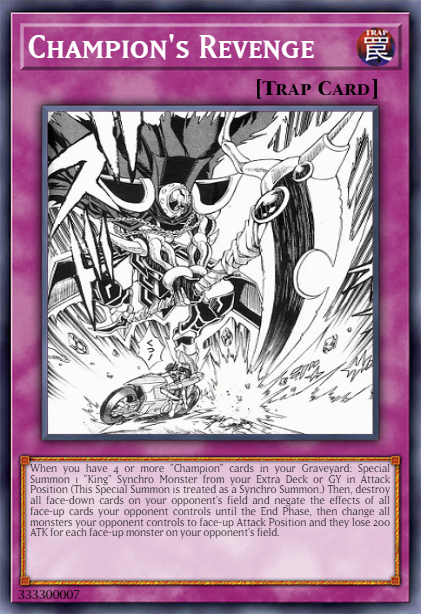 Champion's Revenge
TRAP
罠
[Trap Card]
When you have 4 or more "Champion" cards in your Graveyard: Special
Summon 1 "King" Synchro Monster from your Extra Deck or GY in Attack
Position (This Special Summon is treated as a Synchro Summon.) Then, destroy
all face-down cards on your opponent's field and negate the effects of all
face-up cards your opponent controls until the End Phase, then change all
monsters your opponent controls to face-up Attack Position and they lose 200
ATK for each face-up monster on your opponent's field.
333300007